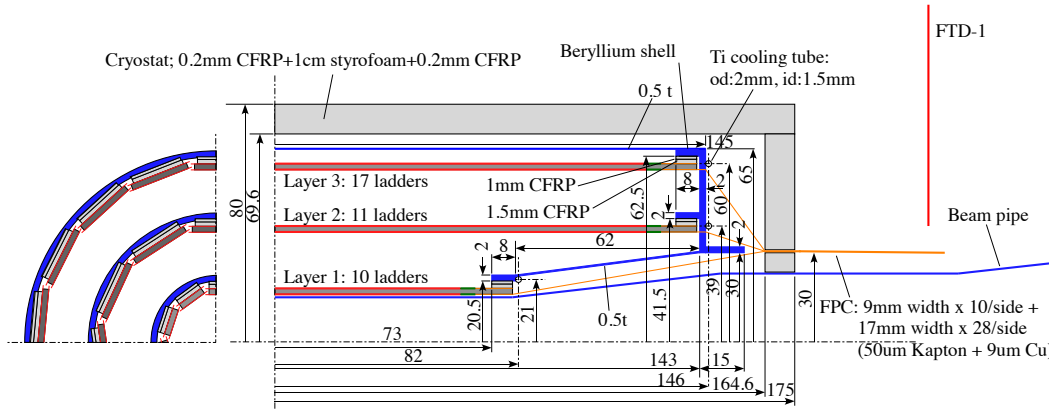 FTD-1
Beryllium shell
Ti cooling tube:
od:2mm, id:1.5mm
Cryostat; 0.2mm CFRP+1cm styrofoam+0.2mm CFRP
0.5 t
145
80
69.6
Layer 3: 17 ladders
1mm CFRP
1.5mm CFRP
62.5
8
2
60
65
Layer 2: 11 ladders
2
2
Beam pipe
62
8
2
Layer 1: 10 ladders
20.5
21
0.5t
41.5
39
30
30
FPC: 9mm width x 10/side +
17mm width x 28/side
(50um Kapton + 9um Cu)
73
82
143
15
146
164.6
175